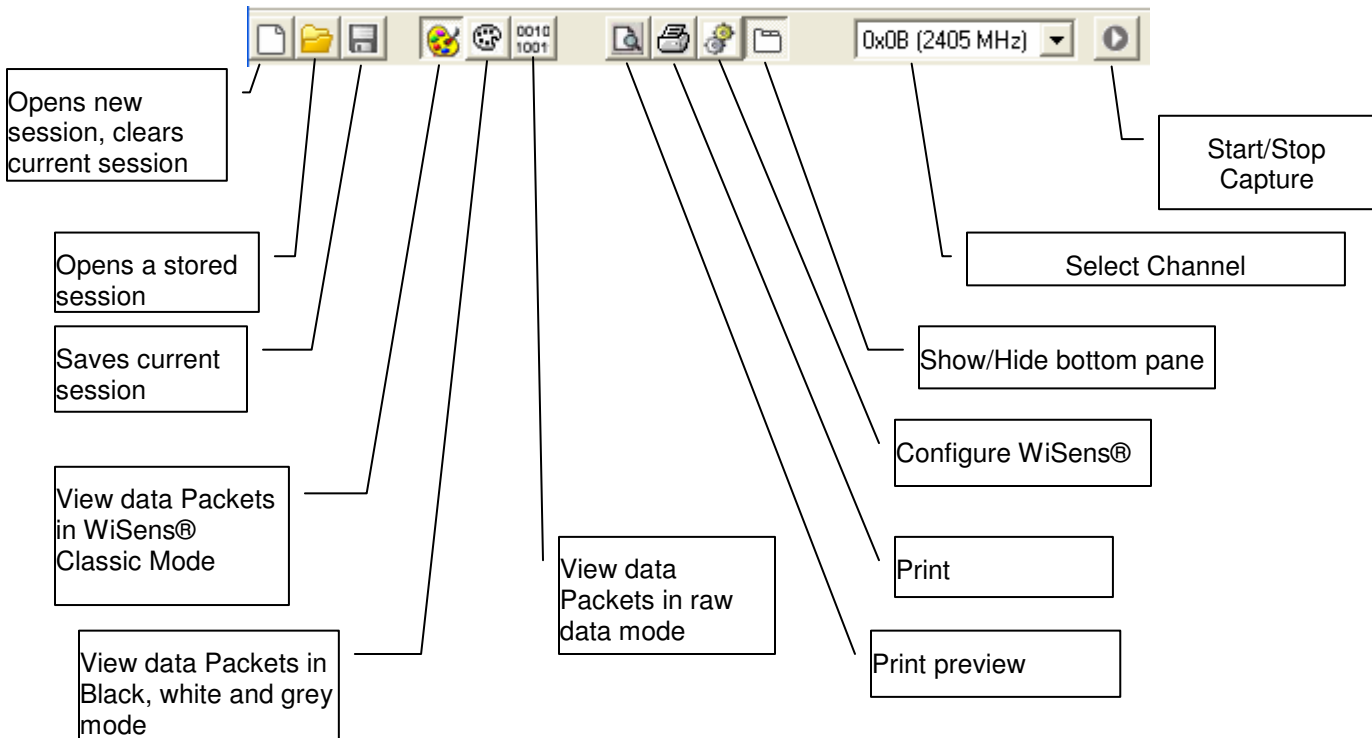 0010
1001
0x0B (2405 MHz)
Opens new
session, clears
current session
Start/Stop
Capture
Opens a stored
session
Select Channel
Saves current
session
Show/Hide bottom pane
Configure WiSens®
View data Packets
in WiSens®
Classic Mode
View data
Packets in raw
data mode
Print
View data Packets in
Black, white and grey
mode
Print preview